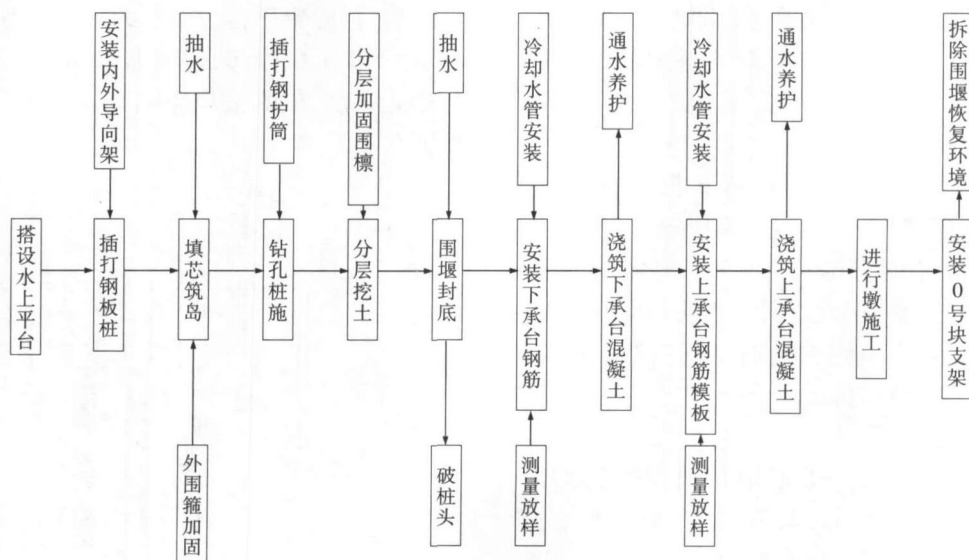 安装内外导向架
抽水
插打钢护筒
分层加固围檩
抽水
冷却水管安装
通水养护
冷却水管安装
通水养护
拆除围堰恢复环境
搭设水上平台
插打钢板桩
填芯筑岛
钻孔桩施
分层挖土
围堰封底
安装下承台钢筋
浇筑下承台混凝土
安装上承台钢筋模板
浇筑上承台混凝土
进行墩施工
安装0号块支架
外围箍加固
破桩头
测量放样
测量放样